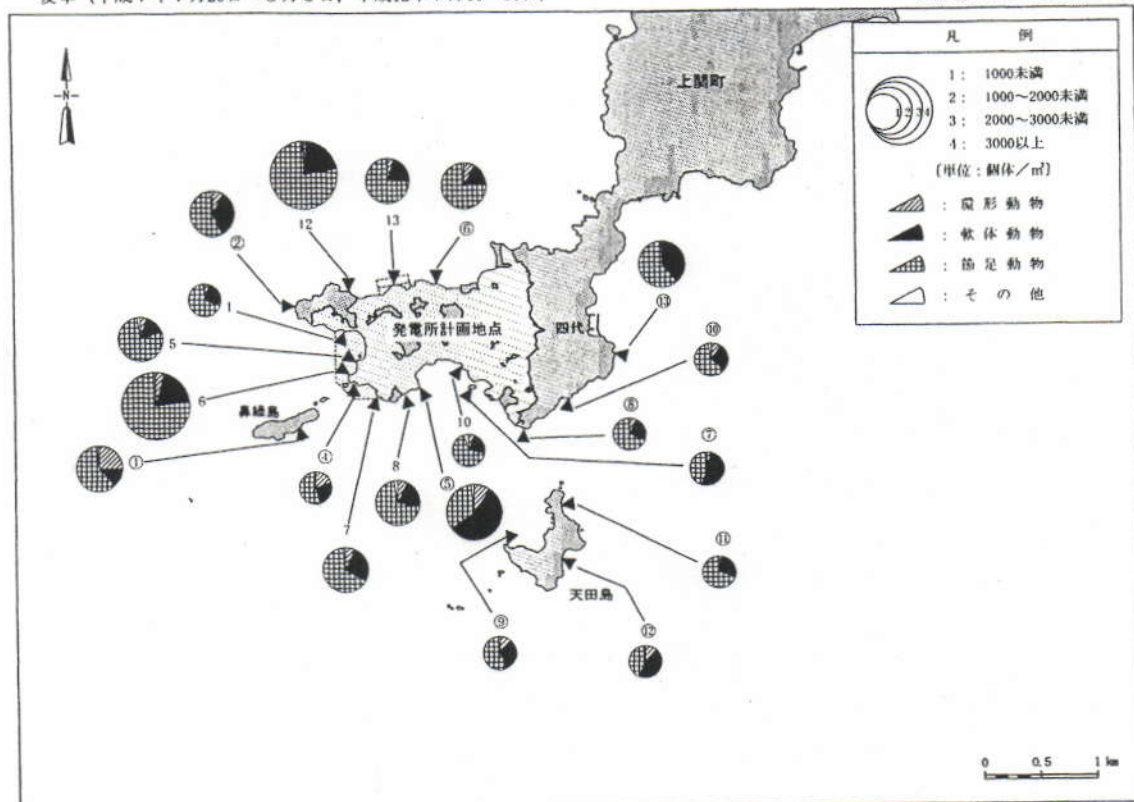 凡 例
1： 1000未満
2： 1000～2000未満
3： 2000～3000未満
4： 3000以上
1 2 3 4
〔単位：個体／㎡〕
： 環形動物
： 軟体動物
： 節足動物
： その他
N
上関町
12
13
⑥
②
⑬
1
発電所計画地点
四代
⑩
5
6
鼻繰島
10
⑧
①
④
8
⑤
⑦
7
⑪
天田島
⑨
⑫
0 0.5 1 km